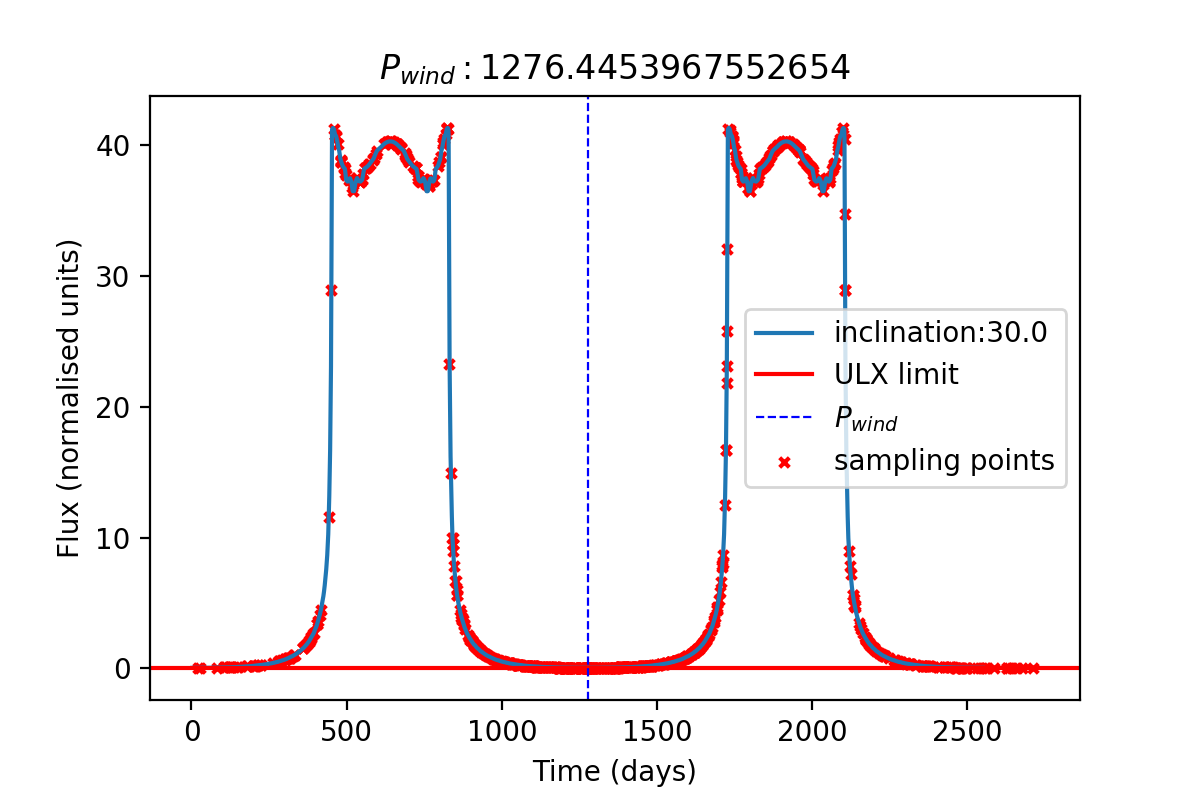 P_wind : 1276.4453967552654
Flux (normalised units)
40
30
20
10
0
inclination:30.0
ULX limit
P_wind
sampling points
0 500 1000 1500 2000 2500
Time (days)